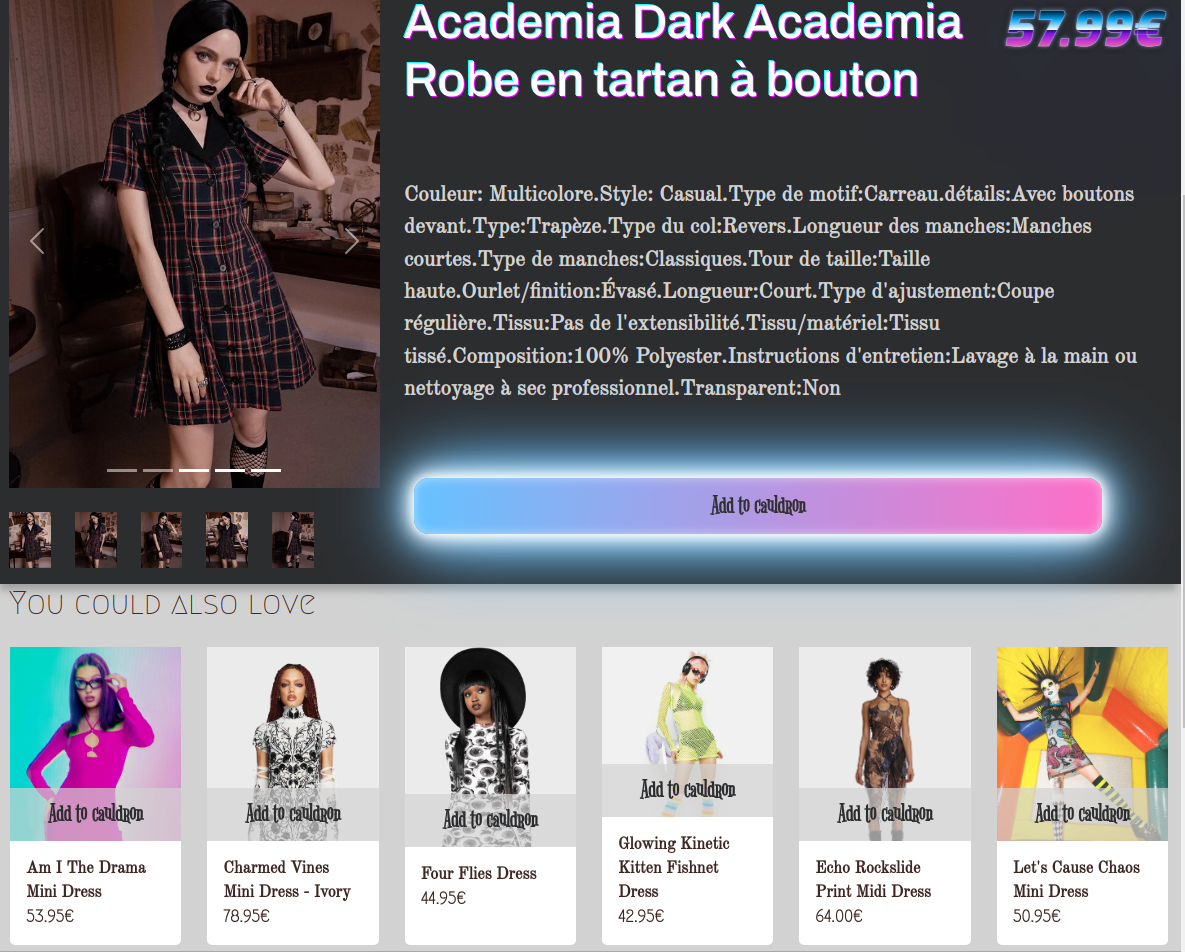 Academia Dark Academia
57.99€
Robe en tartan à bouton
Couleur: Multicolore.Style: Casual.Type de motif:Carreau.détails:Avec boutons
devant.Type:Trapèze.Type du col:Revers.Longueur des manches:Manches
courtes.Type de manches:Classiques.Tour de taille:Taille
haute.Ourlet/finition:Évasé.Longueur:Court.Type d'ajustement:Coupe
régulière.Tissu:Pas de l'extensibilité.Tissu/matériel:Tissu
tissé.Composition:100% Polyester.Instructions d'entretien:Lavage à la main ou
nettoyage à sec professionnel.Transparent:Non
Add to cauldron
You could also love
Add to cauldron
Am I The Drama
Mini Dress
53.95€
Add to cauldron
Charmed Vines
Mini Dress - Ivory
78.95€
Add to cauldron
Four Flies Dress
44.95€
Add to cauldron
Glowing Kinetic
Kitten Fishnet
Dress
42.95€
Add to cauldron
Echo Rockslide
Print Midi Dress
64.00€
Add to cauldron
Let's Cause Chaos
Mini Dress
50.95€